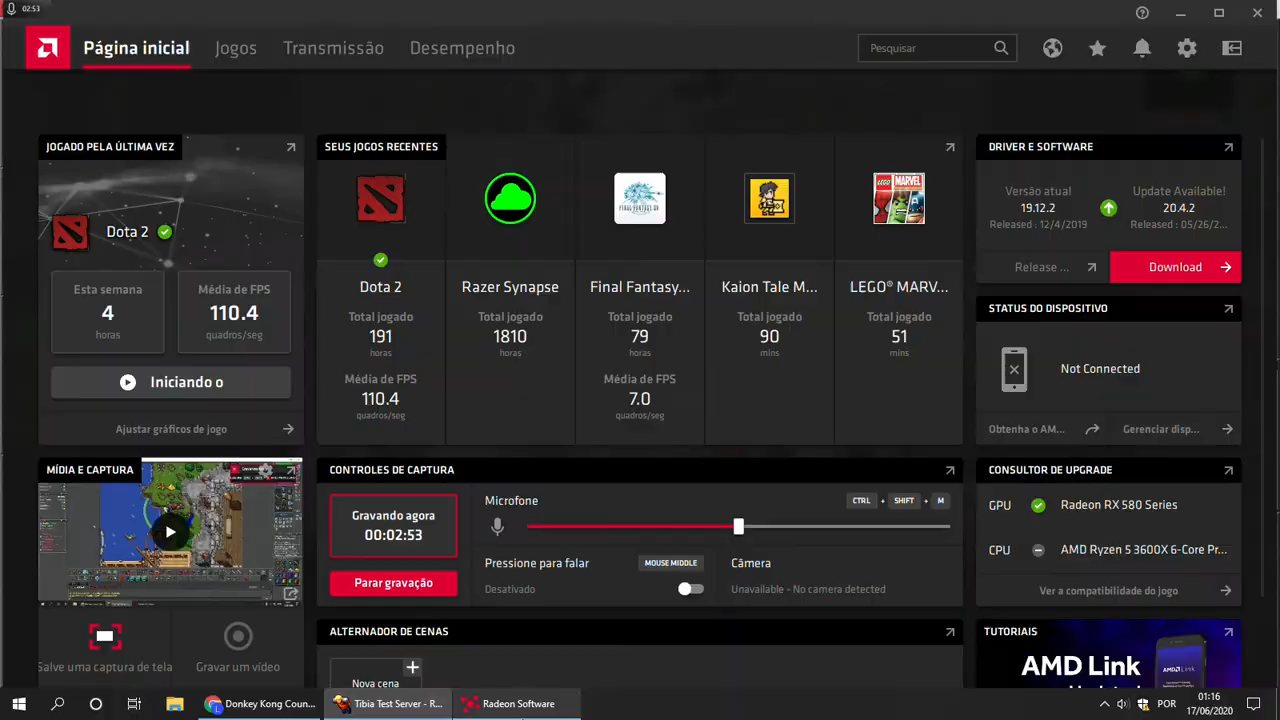 02:53
Página inicial
Jogos
Transmissão
Desempenho
Pesquisar
JOGADO PELA ÚLTIMA VEZ
Dota 2
Esta semana
4
horas
Média de FPS
110.4
quadros/seg
Iniciando o
Ajustar gráficos de jogo
SEUS JOGOS RECENTES
Dota 2
Total jogado
191
horas
Média de FPS
110.4
quadros/seg
Razer Synapse
Total jogado
1810
horas
Final Fantasy...
Total jogado
79
horas
Média de FPS
7.0
quadros/seg
Kaion Tale M...
Total jogado
90
mins
LEGO
MARVEL
LEGO® MARV...
Total jogado
51
mins
DRIVER E SOFTWARE
Versão atual
19.12.2
Released : 12/4/2019
Update Available!
20.4.2
Released : 05/26/2...
Release ...
Download
STATUS DO DISPOSITIVO
Not Connected
Obtenha o AM...
Gerenciar disp...
MÍDIA E CAPTURA
Salve uma captura de tela
Gravar um vídeo
CONTROLES DE CAPTURA
Gravando agora
00:02:53
Parar gravação
Microfone
CTRL + SHIFT + M
Pressione para falar
MOUSE MIDDLE
Desativado
Câmera
Unavailable - No camera detected
ALTERNADOR DE CENAS
Nova cena
CONSULTOR DE UPGRADE
GPU
Radeon RX 580 Series
CPU
AMD Ryzen 5 3600X 6-Core Pr...
Ver a compatibilidade do jogo
TUTORIAIS
AMD Link
Donkey Kong Coun...
Tibia Test Server - R...
Radeon Software
POR
01:16
17/06/2020